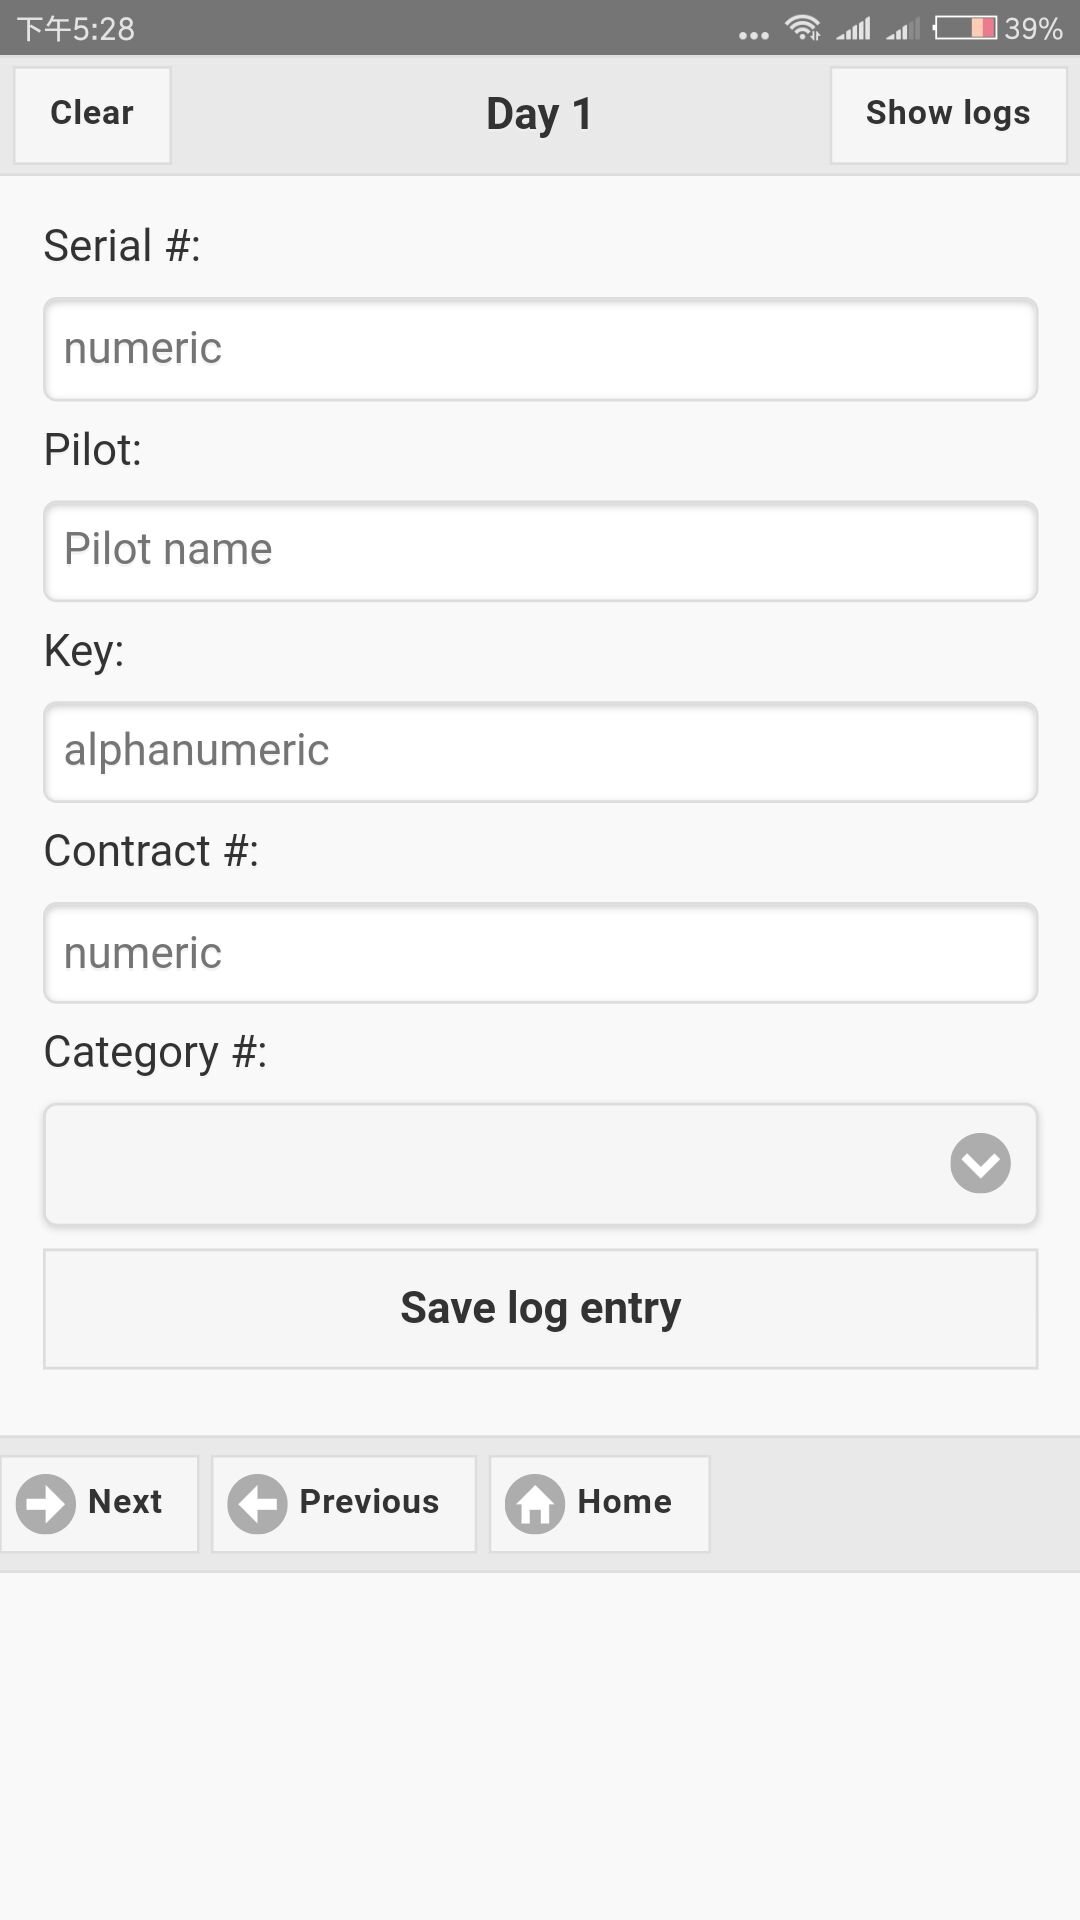 下午5:28 39%
Clear Day 1 Show logs
Serial #:
numeric
Pilot:
Pilot name
Key:
alphanumeric
Contract #:
numeric
Category #:
Save log entry
Next Previous Home